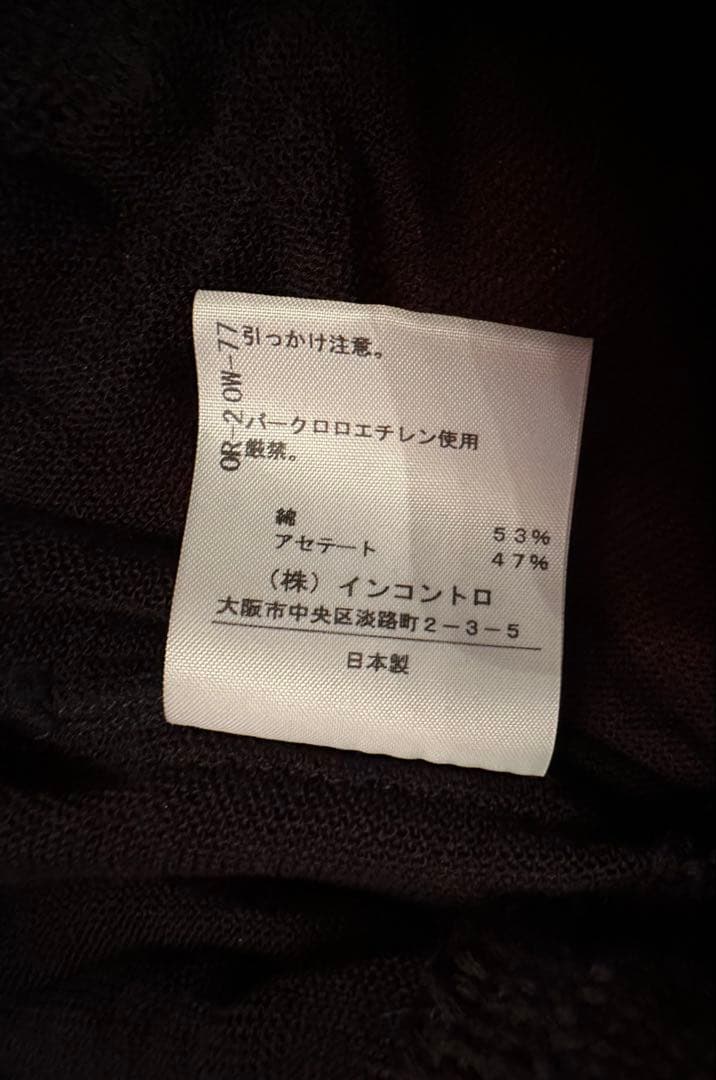 OR-20W-77
引っかけ注意。
パークロロエチレン使用
厳禁。
綿 53%
アセテート 47%
(株)インコントロ
大阪市中央区淡路町2-3-5
日本製